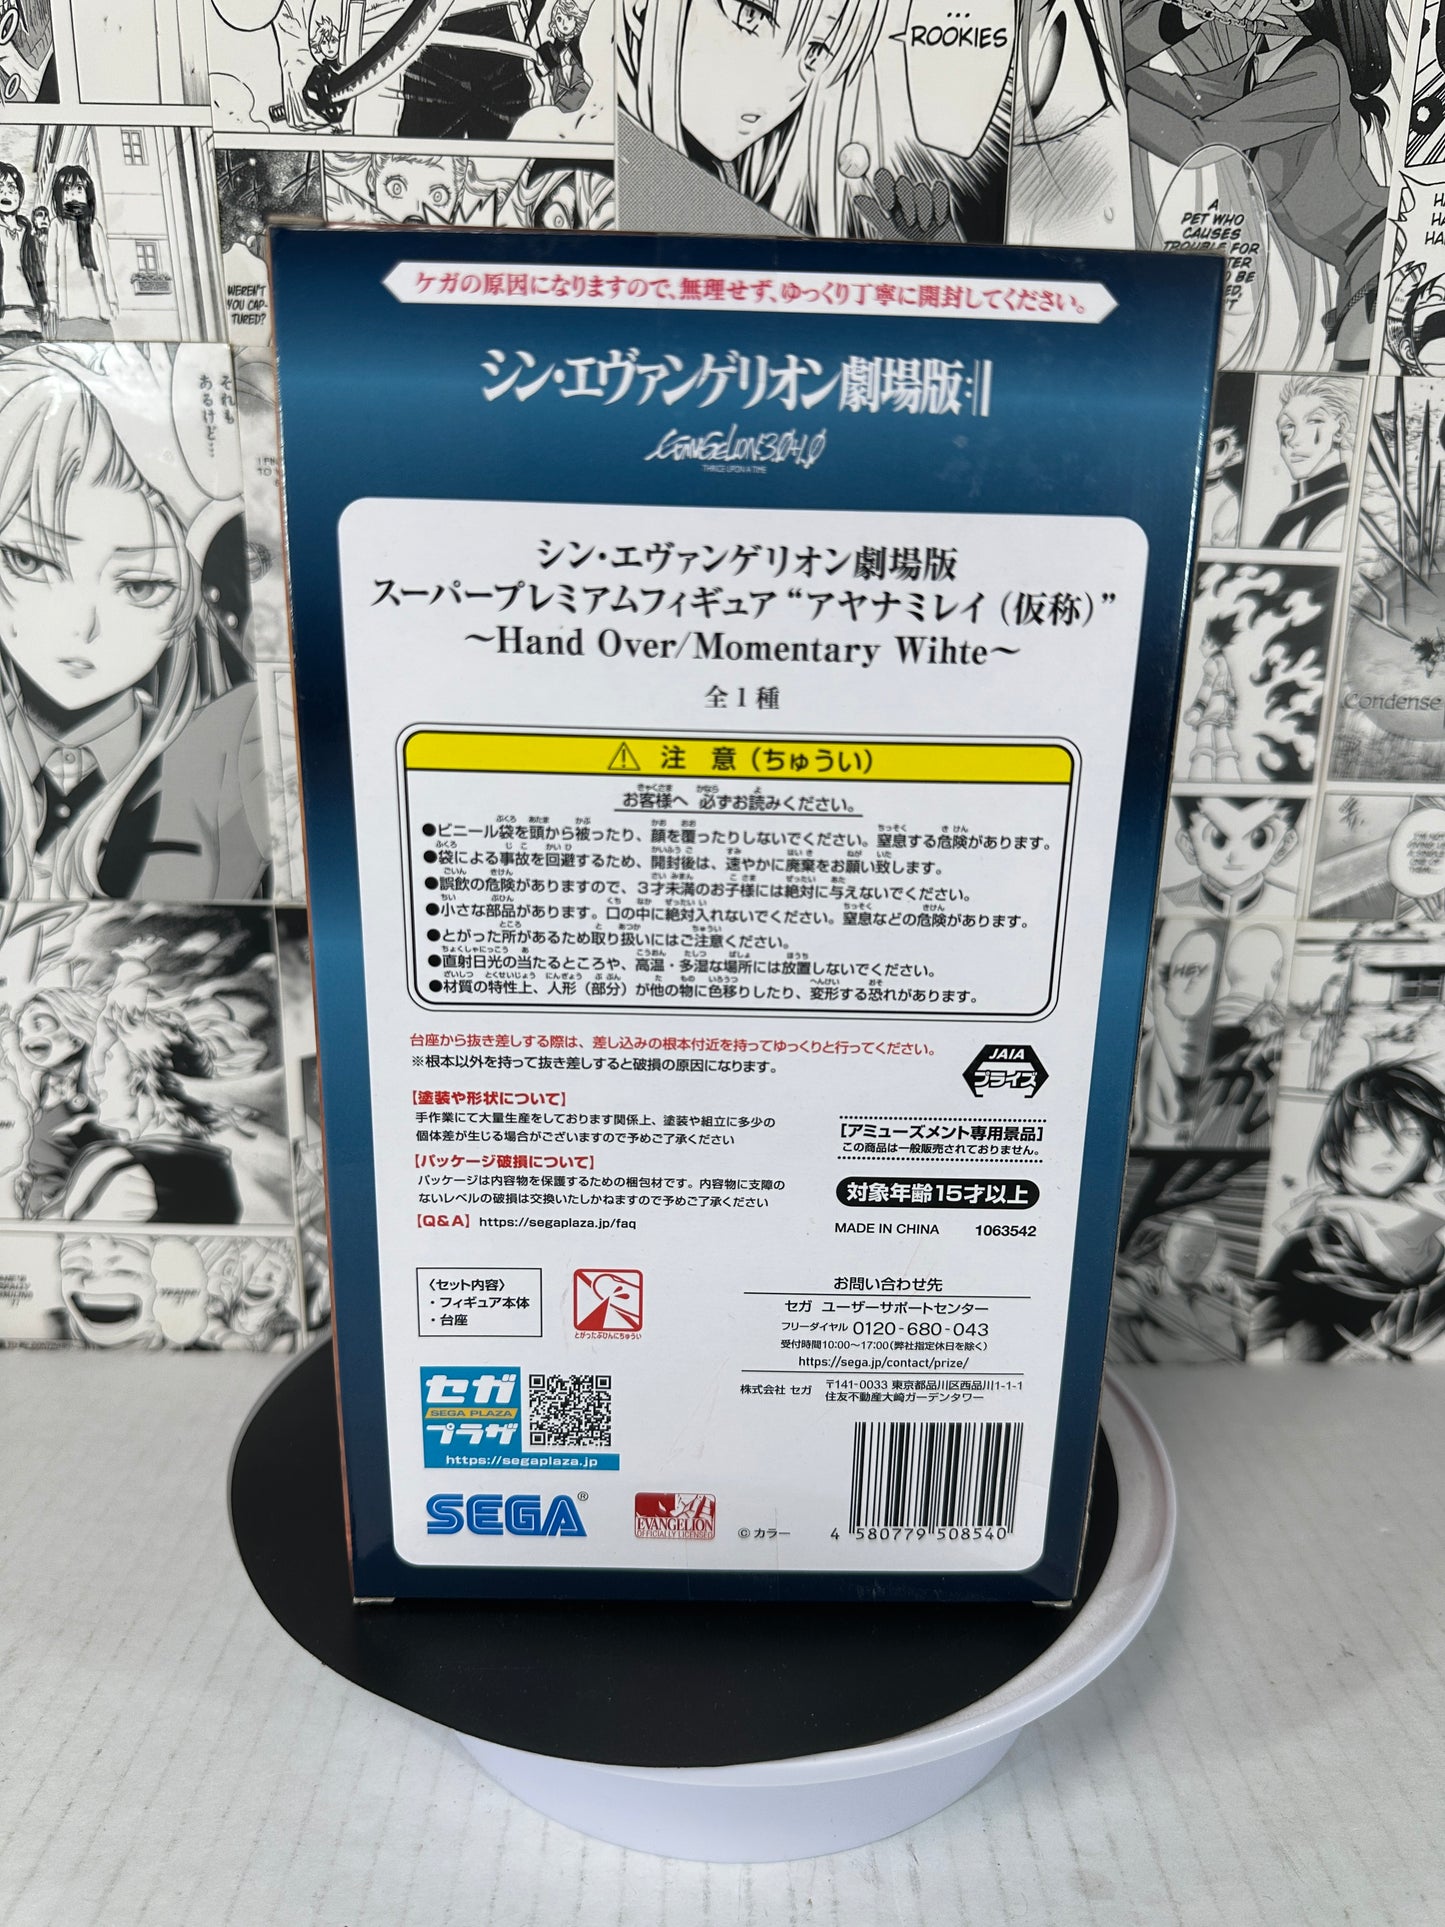 ROOKIES
A
PET WHO
CAUSES
TROUBLE FOR
WEREN'T
YOU CAP-
TURED?
それも
あるけど…
HEY
Condense
ケガの原因になりますので、無理せず、ゆっくり丁寧に開封してください。
シン・エヴァンゲリオン劇場版:||
EVANGELION:3.0+1.0
THRICE UPON A TIME
シン・エヴァンゲリオン劇場版
スーパープレミアムフィギュア“アヤナミレイ（仮称）”
～Hand Over/Momentary Wihte～
全1種
⚠ 注 意（ちゅうい）
お客様へ 必ずお読みください。
●ビニール袋を頭から被ったり、顔を覆ったりしないでください。窒息する危険があります。
●袋による事故を回避するため、開封後は、速やかに廃棄をお願い致します。
●誤飲の危険がありますので、3才未満のお子様には絶対に与えないでください。
●小さな部品があります。口の中に絶対入れないでください。窒息などの危険があります。
●とがった所があるため取り扱いにはご注意ください。
●直射日光の当たるところや、高温・多湿な場所には放置しないでください。
●材質の特性上、人形（部分）が他の物に色移りしたり、変形する恐れがあります。
台座から抜き差しする際は、差し込みの根本付近を持ってゆっくりと行ってください。
※根本以外を持って抜き差しすると破損の原因になります。
JAIA
プライズ
【塗装や形状について】
手作業にて大量生産をしております関係上、塗装や組立に多少の
個体差が生じる場合がございますので予めご了承ください
【パッケージ破損について】
パッケージは内容物を保護するための梱包材です。内容物に支障の
ないレベルの破損は交換いたしかねますので予めご了承ください
【Q&A】https://segaplaza.jp/faq
[アミューズメント専用景品]
この商品は一般販売されておりません。
対象年齢15才以上
MADE IN CHINA 1063542
〈セット内容〉
・フィギュア本体
・台座
とがったぶひんにちゅうい
お問い合わせ先
セガ ユーザーサポートセンター
フリーダイヤル 0120-680-043
受付時間10:00～17:00（弊社指定休日を除く）
https://sega.jp/contact/prize/
株式会社 セガ 〒141-0033 東京都品川区西品川1-1-1
住友不動産大崎ガーデンタワー
セガ
SEGA PLAZA
プラザ
https://segaplaza.jp
SEGA®
EVANGELION
OFFICIALLY LICENSED
© カラー
4 580779 508540